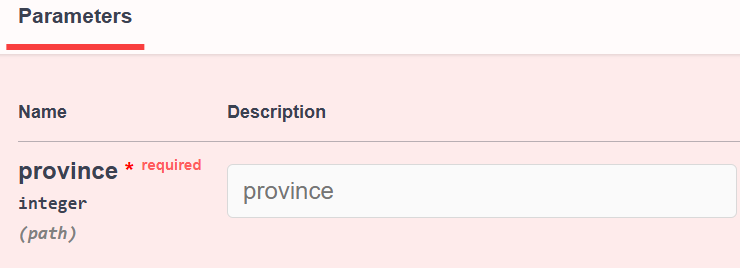 Parameters
Name Description
province * required
province
integer
(path)